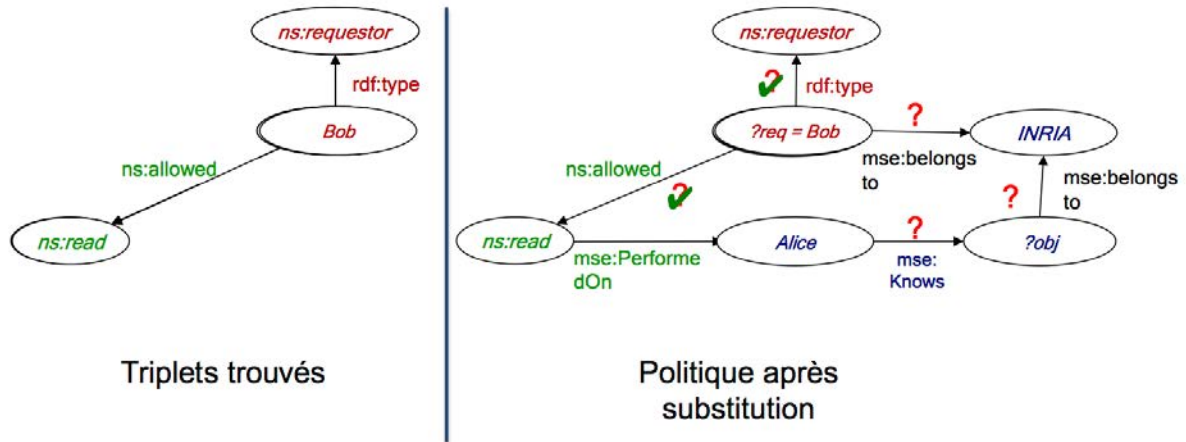 ns:requestor
rdf:type
Bob
ns:allowed
ns:read
Triplets trouvés
ns:requestor
?
rdf:type
?req = Bob
?
INRIA
mse:belongs
to
ns:allowed
?
?
mse:belongs
to
ns:read
mse:Performe
dOn
Alice
?
mse:
Knows
?obj
Politique après
substitution